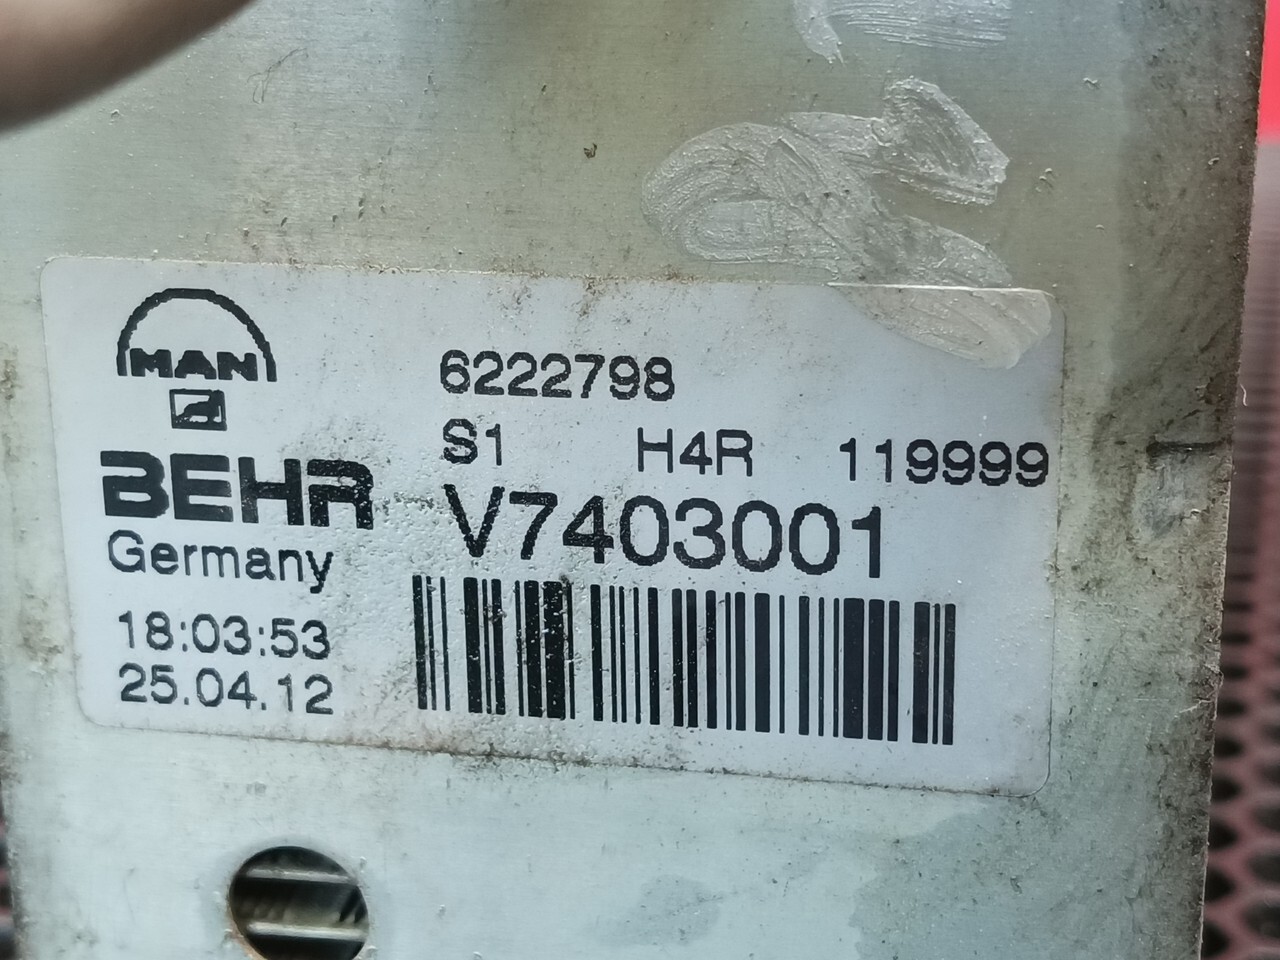 MAN
6222798
S1 H4R 119999
BEHR
V7403001
Germany
18:03:53
25.04.12